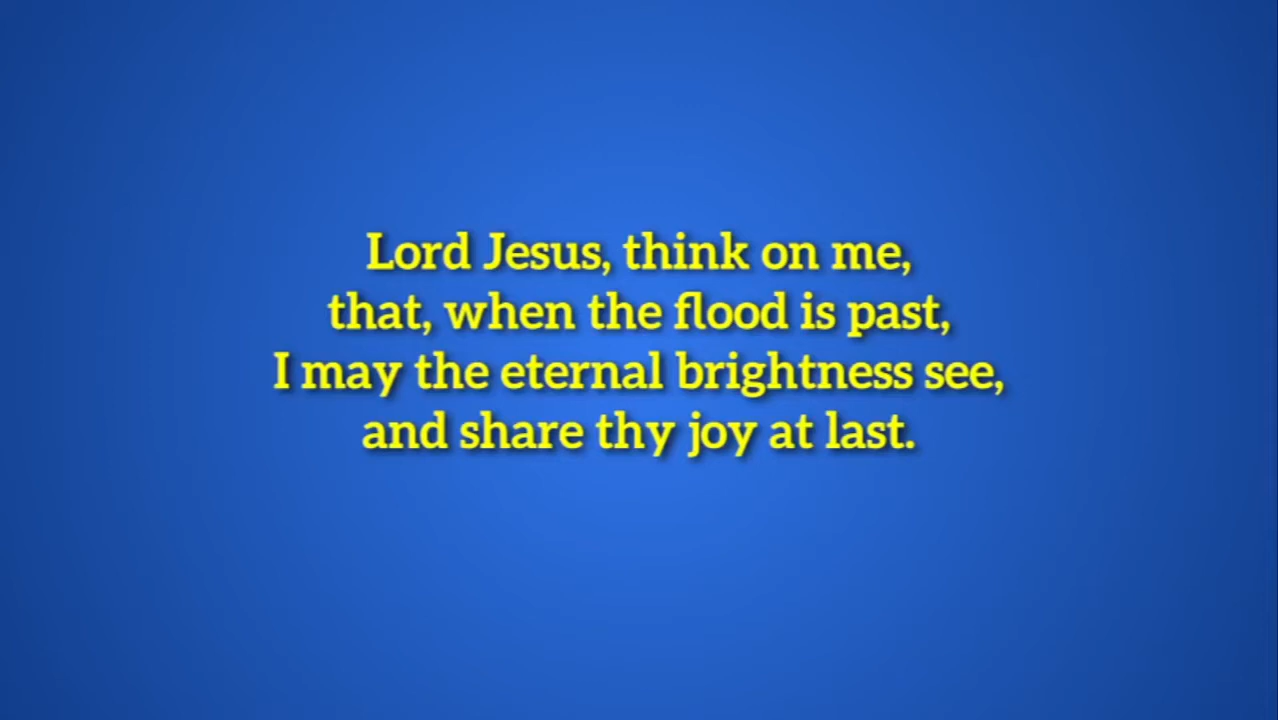 Lord Jesus, think on me,
that, when the flood is past,
I may the eternal brightness see,
and share thy joy at last.